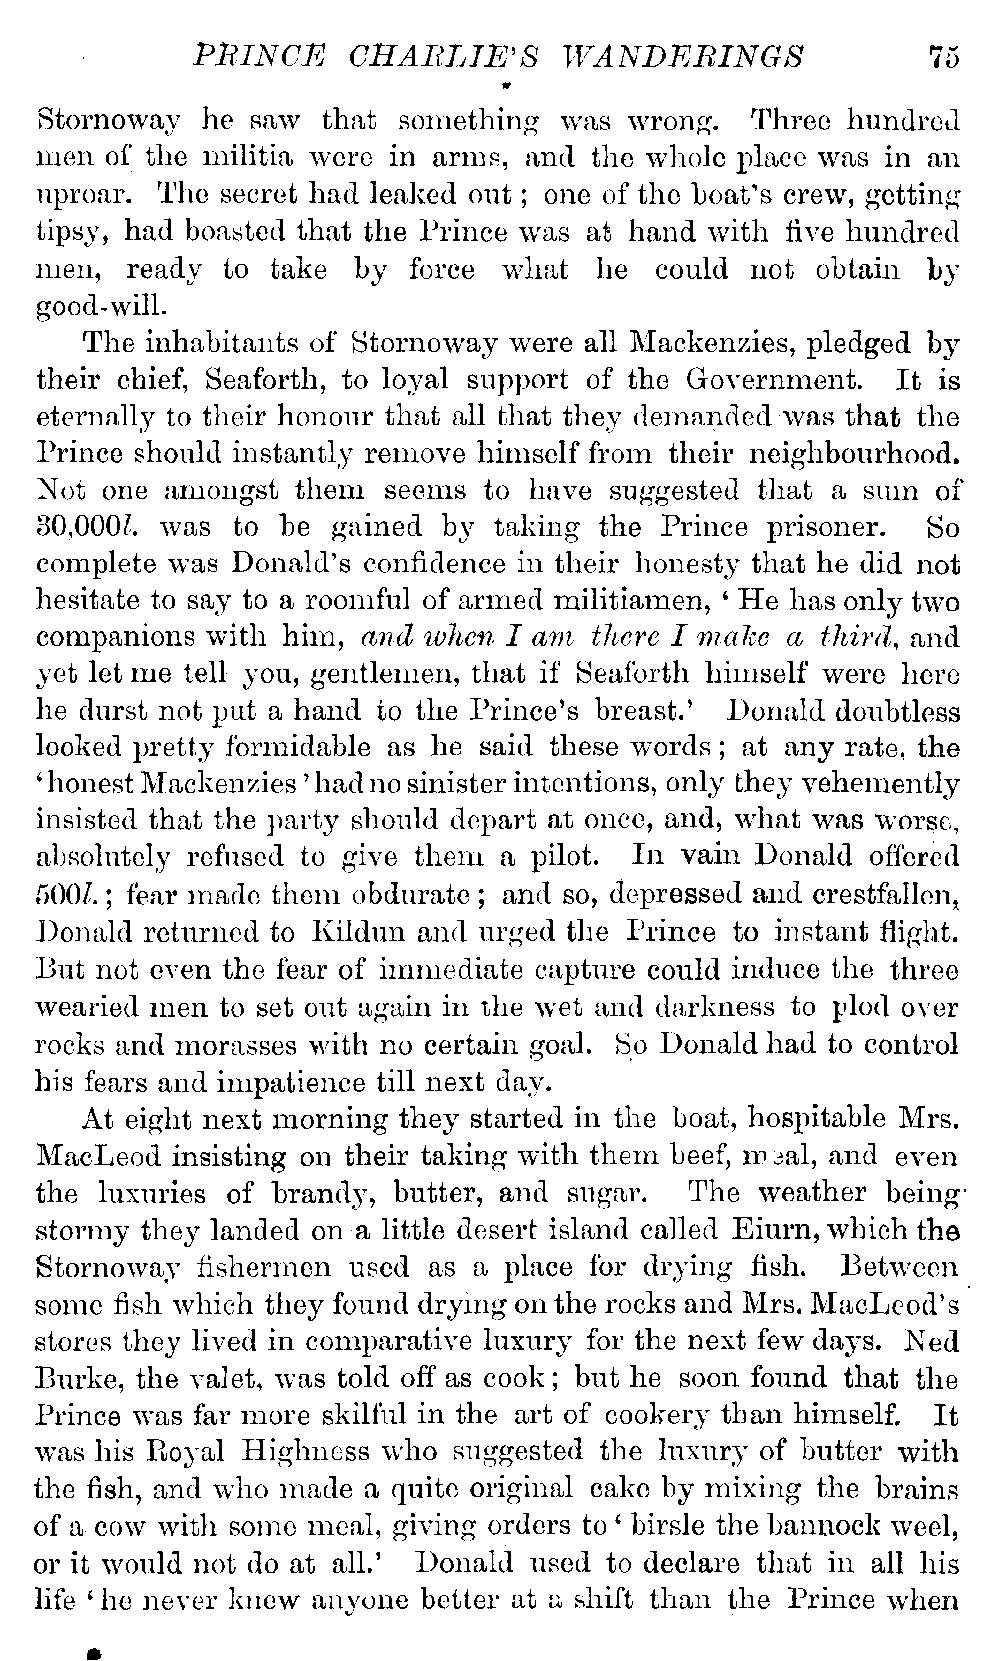 PRINCE CHARLIE'S WANDERINGS 75
Stornoway he saw that something was wrong. Three hundred
men of the militia were in arms, and the whole place was in an
uproar. The secret had leaked out; one of the boat's crew, getting
tipsy, had boasted that the Prince was at hand with five hundred
men, ready to take by force what he could not obtain by
good-will.
The inhabitants of Stornoway were all Mackenzies, pledged by
their chief, Seaforth, to loyal support of the Government. It is
eternally to their honour that all that they demanded was that the
Prince should instantly remove himself from their neighbourhood.
Not one amongst them seems to have suggested that a sum of
30,000l. was to be gained by taking the Prince prisoner. So
complete was Donald's confidence in their honesty that he did not
hesitate to say to a roomful of armed militiamen, ‘ He has only two
companions with him, and when I am there I make a third, and
yet let me tell you, gentlemen, that if Seaforth himself were here
he durst not put a hand to the Prince's breast.’ Donald doubtless
looked pretty formidable as he said these words; at any rate, the
‘honest Mackenzies’ had no sinister intentions, only they vehemently
insisted that the party should depart at once, and, what was worse,
absolutely refused to give them a pilot. In vain Donald offered
500l.; fear made them obdurate; and so, depressed and crestfallen,
Donald returned to Kildun and urged the Prince to instant flight.
But not even the fear of immediate capture could induce the three
wearied men to set out again in the wet and darkness to plod over
rocks and morasses with no certain goal. So Donald had to control
his fears and impatience till next day.
At eight next morning they started in the boat, hospitable Mrs.
MacLeod insisting on their taking with them beef, meal, and even
the luxuries of brandy, butter, and sugar. The weather being
stormy they landed on a little desert island called Eiurn, which the
Stornoway fishermen used as a place for drying fish. Between
some fish which they found drying on the rocks and Mrs. MacLeod's
stores they lived in comparative luxury for the next few days. Ned
Burke, the valet, was told off as cook; but he soon found that the
Prince was far more skilful in the art of cookery than himself. It
was his Royal Highness who suggested the luxury of butter with
the fish, and who made a quite original cake by mixing the brains
of a cow with some meal, giving orders to ‘ birsle the bannock weel,
or it would not do at all.’ Donald used to declare that in all his
life ‘he never knew anyone better at a shift than the Prince when